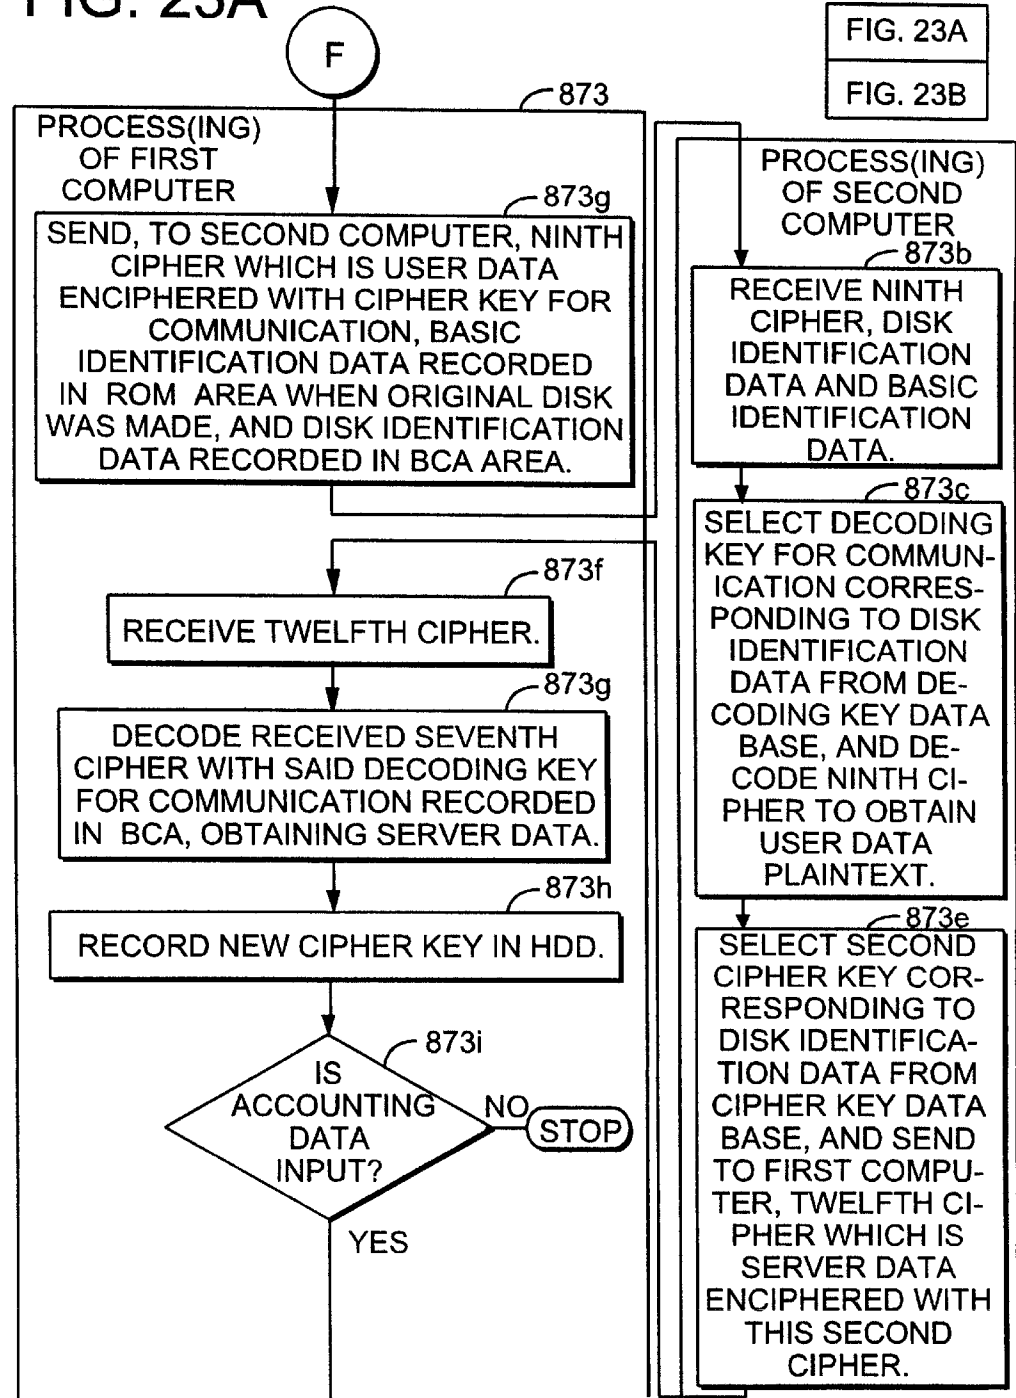 FIG. 23A
FIG. 23A
FIG. 23B
F
873
PROCESS(ING)
OF FIRST
COMPUTER
873g
SEND, TO SECOND COMPUTER, NINTH
CIPHER WHICH IS USER DATA
ENCIPHERED WITH CIPHER KEY FOR
COMMUNICATION, BASIC
IDENTIFICATION DATA RECORDED
IN ROM AREA WHEN ORIGINAL DISK
WAS MADE, AND DISK IDENTIFICATION
DATA RECORDED IN BCA AREA.
873f
RECEIVE TWELFTH CIPHER.
873g
DECODE RECEIVED SEVENTH
CIPHER WITH SAID DECODING KEY
FOR COMMUNICATION RECORDED
IN BCA, OBTAINING SERVER DATA.
873h
RECORD NEW CIPHER KEY IN HDD.
873i
IS
ACCOUNTING
DATA
INPUT?
NO
STOP
YES
PROCESS(ING)
OF SECOND
COMPUTER
873b
RECEIVE NINTH
CIPHER, DISK
IDENTIFICATION
DATA AND BASIC
IDENTIFICATION
DATA.
873c
SELECT DECODING
KEY FOR COMMUN-
ICATION CORRES-
PONDING TO DISK
IDENTIFICATION
DATA FROM DE-
CODING KEY DATA
BASE, AND DE-
CODE NINTH CI-
PHER TO OBTAIN
USER DATA
PLAINTEXT.
873e
SELECT SECOND
CIPHER KEY COR-
RESPONDING TO
DISK IDENTIFICA-
TION DATA FROM
CIPHER KEY DATA
BASE, AND SEND
TO FIRST COMPU-
TER, TWELFTH CI-
PHER WHICH IS
SERVER DATA
ENCIPHERED WITH
THIS SECOND
CIPHER.